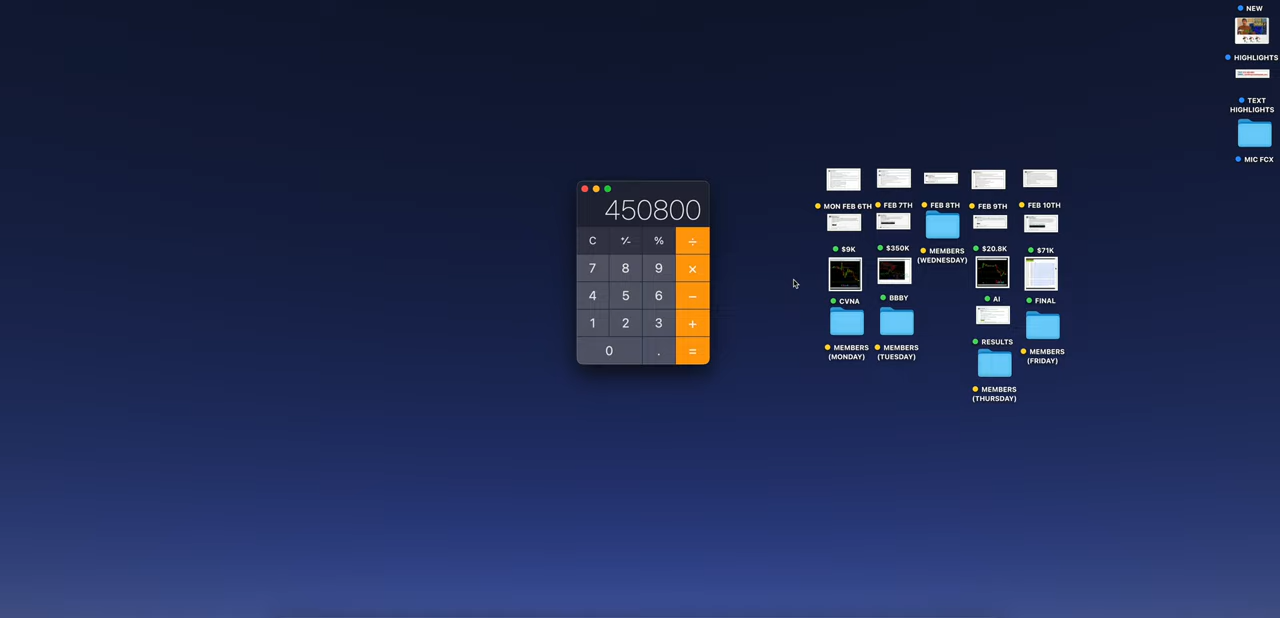 NEW
HIGHLIGHTS
TEXT
HIGHLIGHTS
MIC FCX
450800
C ⁺∕₋ % ÷
7 8 9 ×
4 5 6 −
1 2 3 +
0 . =
MON FEB 6TH
FEB 7TH
FEB 8TH
FEB 9TH
FEB 10TH
$9K
$350K
MEMBERS
(WEDNESDAY)
$20.8K
$71K
CVNA
BBBY
AI
FINAL
MEMBERS
(MONDAY)
MEMBERS
(TUESDAY)
RESULTS
MEMBERS
(FRIDAY)
MEMBERS
(THURSDAY)